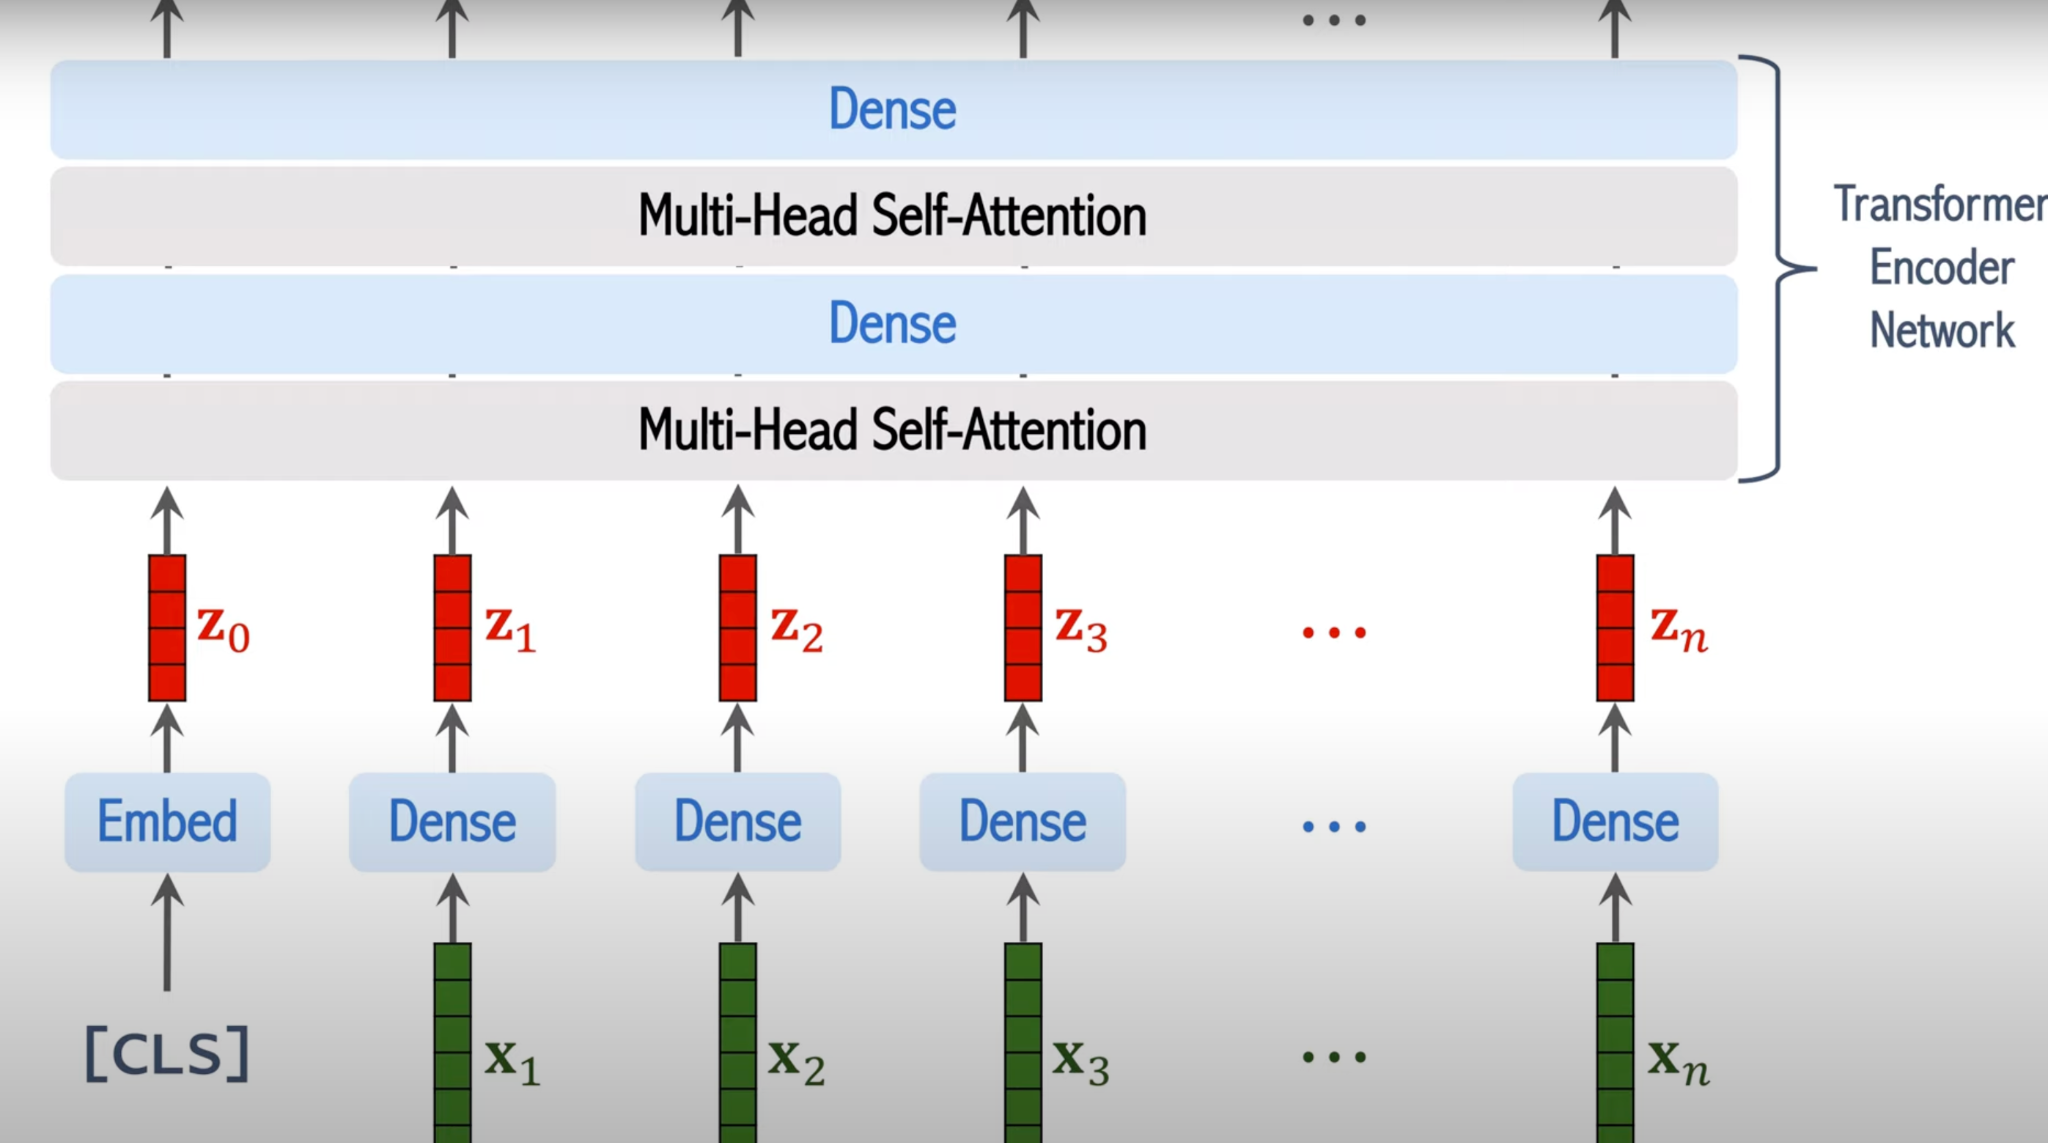 Dense
Multi-Head Self-Attention
Dense
Multi-Head Self-Attention
Transformer
Encoder
Network
z0 z1 z2 z3 ... zn
Embed Dense Dense Dense ... Dense
[CLS] x1 x2 x3 ... xn